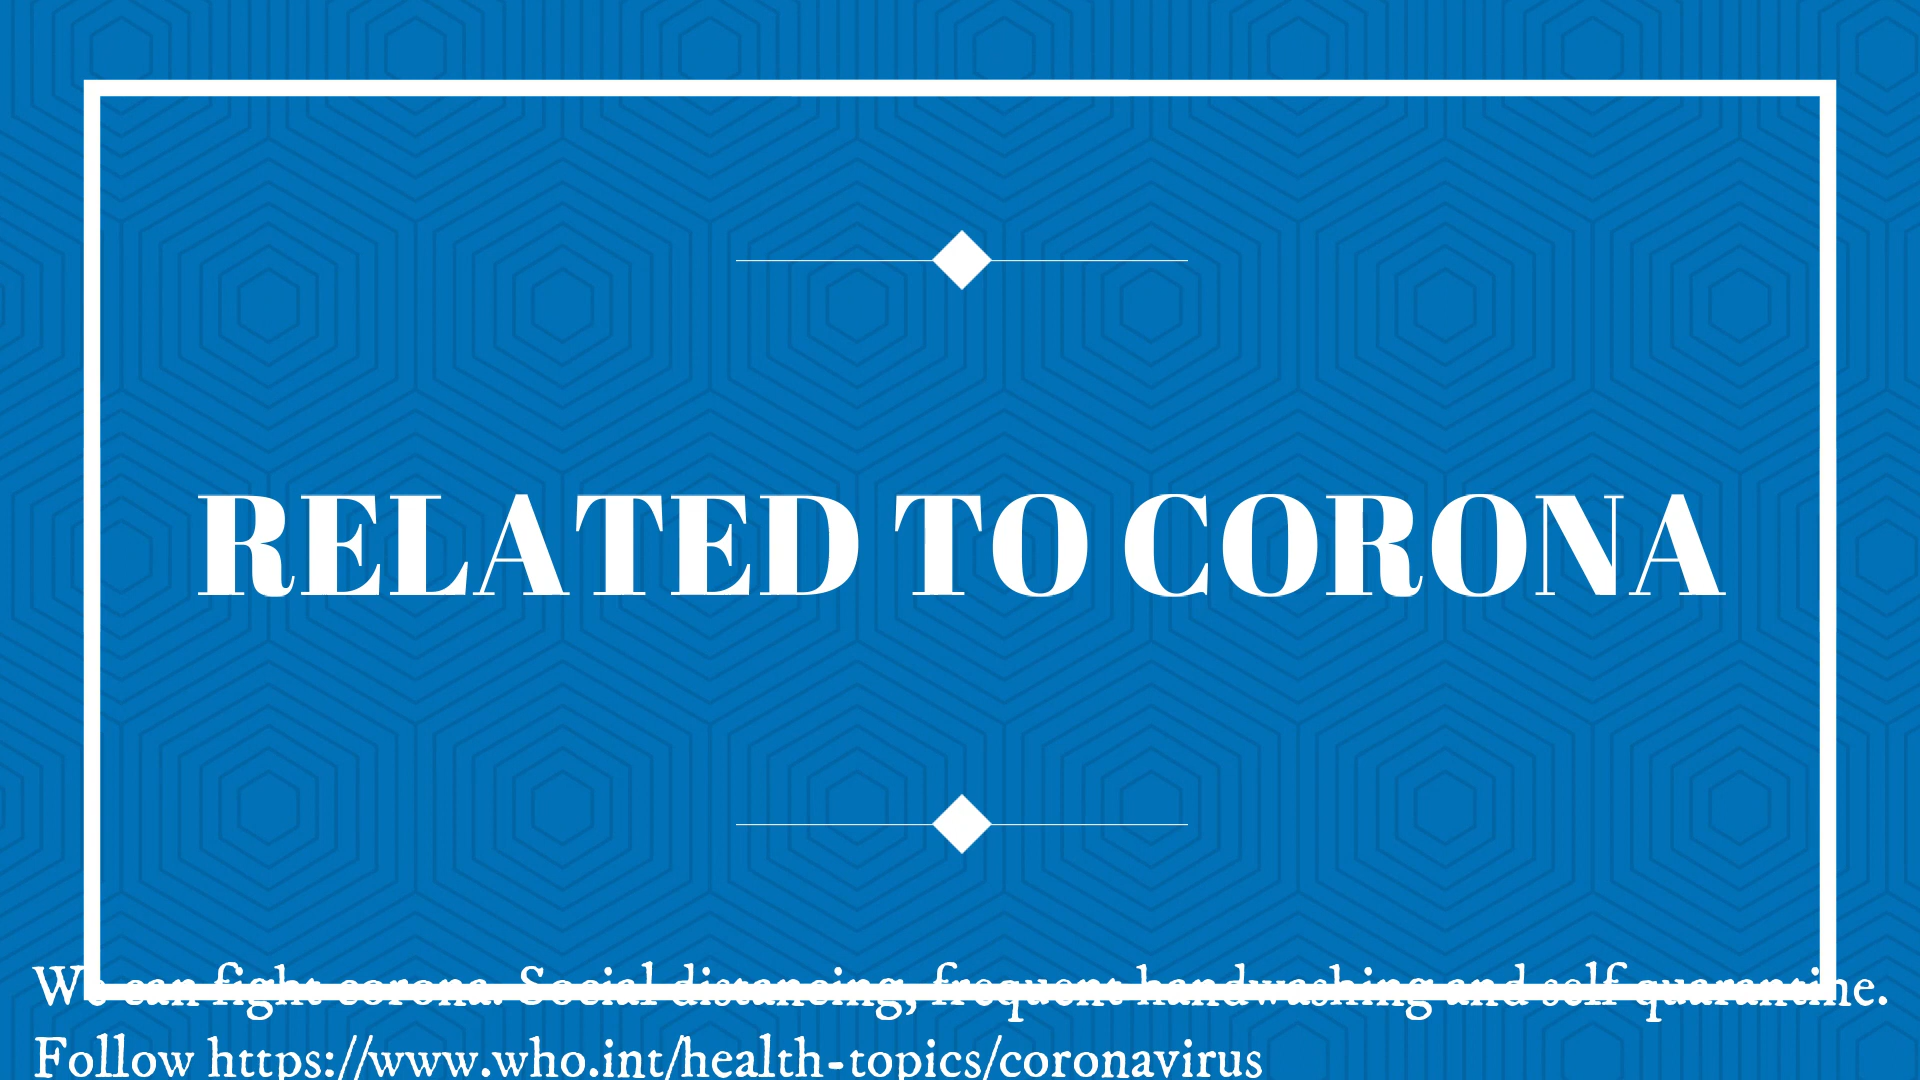 RELATED TO CORONA
We can fight corona. Social distancing, frequent handwashing and self quarantine.
Follow https://www.who.int/health-topics/coronavirus